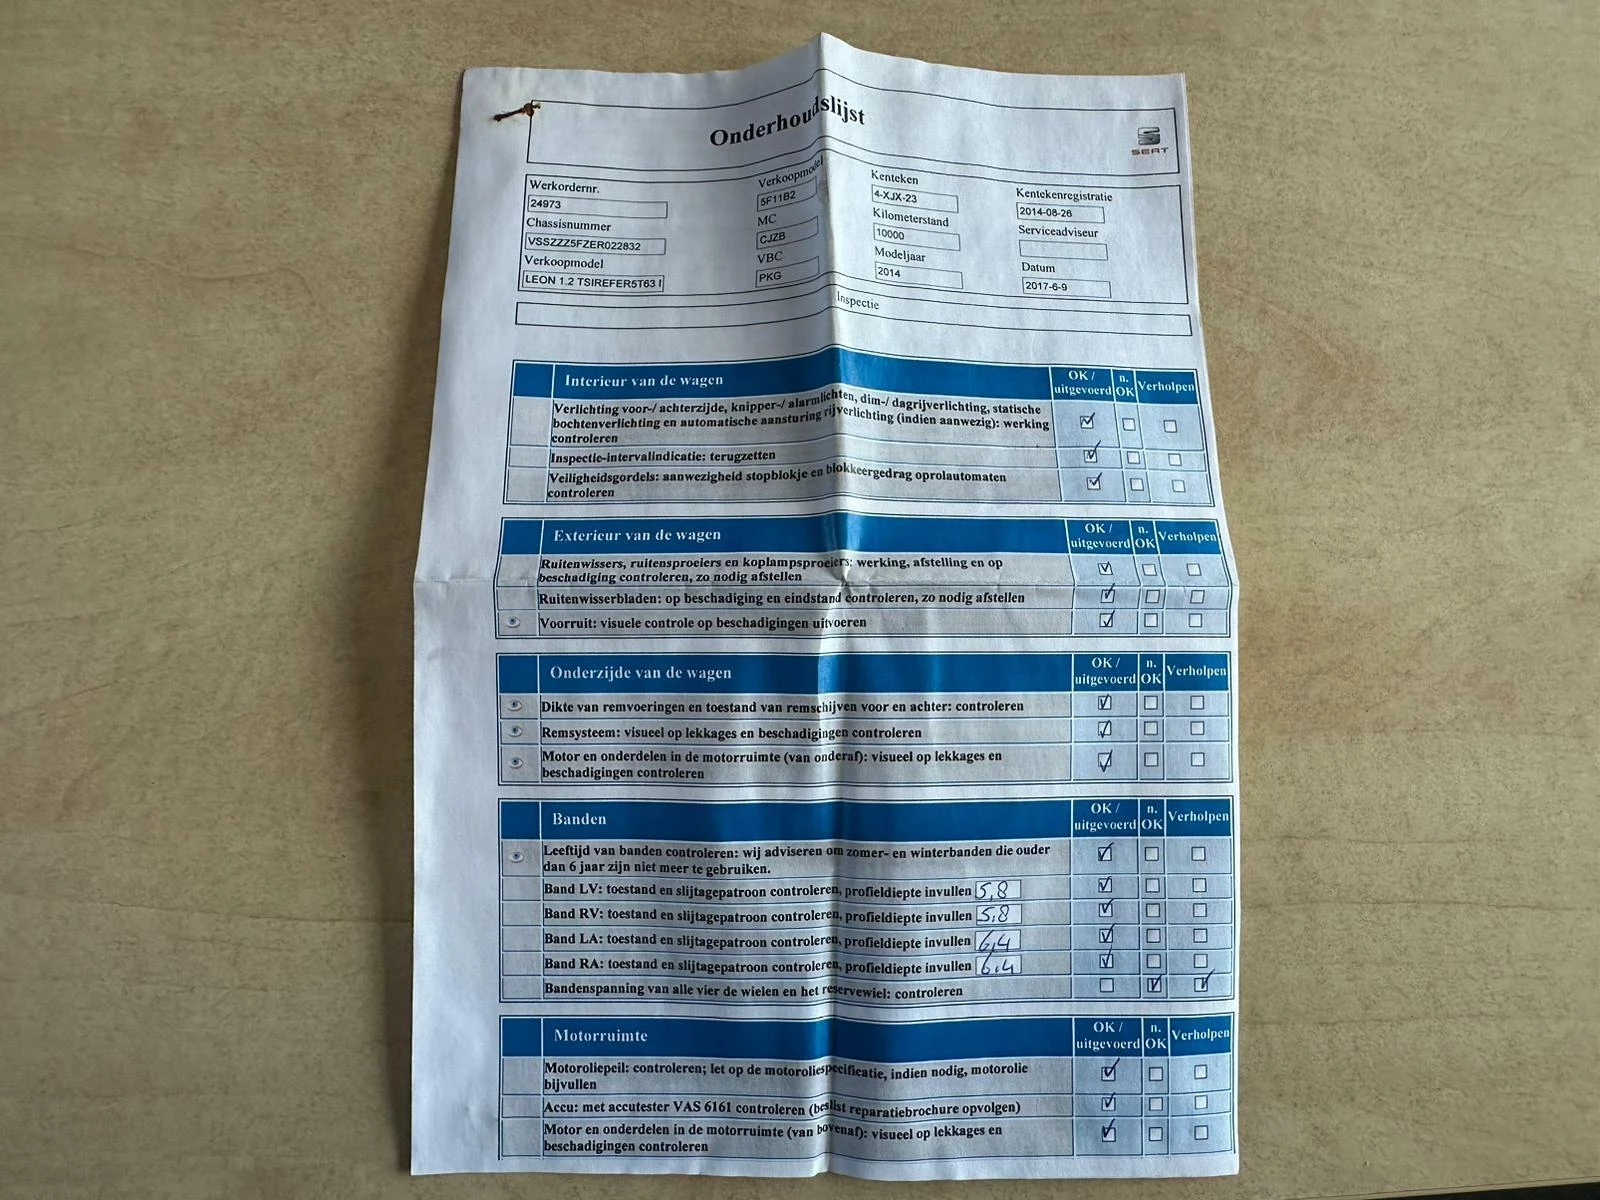 Onderhoudslijst
SEAT
Werkordernr.
24973
Chassisnummer
VSSZZZ5FZER022832
Verkoopmodel
LEON 1.2 TSIREFER5T63 I
Verkoopmodel
5F11B2
MC
CJZB
VBC
PKG
Kenteken
4-XJX-23
Kilometerstand
10000
Modeljaar
2014
Kentekenregistratie
2014-08-26
Serviceadviseur
Datum
2017-6-9
Inspectie
Interieur van de wagen
OK / uitgevoerd
n. OK
Verholpen
Verlichting voor-/ achterzijde, knipper-/ alarmlichten, dim-/ dagrijverlichting, statische
bochtenverlichting en automatische aansturing rijverlichting (indien aanwezig): werking
controleren
Inspectie-intervalindicatie: terugzetten
Veiligheidsgordels: aanwezigheid stopblokje en blokkeergedrag oprolautomaten
controleren
Exterieur van de wagen
OK / uitgevoerd
n. OK
Verholpen
Ruitenwissers, ruitensproeiers en koplampsproeiers: werking, afstelling en op
beschadiging controleren, zo nodig afstellen
Ruitenwisserbladen: op beschadiging en eindstand controleren, zo nodig afstellen
Voorruit: visuele controle op beschadigingen uitvoeren
Onderzijde van de wagen
OK / uitgevoerd
n. OK
Verholpen
Dikte van remvoeringen en toestand van remschijven voor en achter: controleren
Remsysteem: visueel op lekkages en beschadigingen controleren
Motor en onderdelen in de motorruimte (van onderaf): visueel op lekkages en
beschadigingen controleren
Banden
OK / uitgevoerd
n. OK
Verholpen
Leeftijd van banden controleren: wij adviseren om zomer- en winterbanden die ouder
dan 6 jaar zijn niet meer te gebruiken.
Band LV: toestand en slijtagepatroon controleren, profieldiepte invullen 5,8
Band RV: toestand en slijtagepatroon controleren, profieldiepte invullen 5,8
Band LA: toestand en slijtagepatroon controleren, profieldiepte invullen 6,4
Band RA: toestand en slijtagepatroon controleren, profieldiepte invullen 6.4
Bandenspanning van alle vier de wielen en het reservewiel: controleren
Motorruimte
OK / uitgevoerd
n. OK
Verholpen
Motoroliepeil: controleren; let op de motoroliespecificatie, indien nodig, motorolie
bijvullen
Accu: met accutester VAS 6161 controleren (beslist reparatiebrochure opvolgen)
Motor en onderdelen in de motorruimte (van bovenaf): visueel op lekkages en
beschadigingen controleren